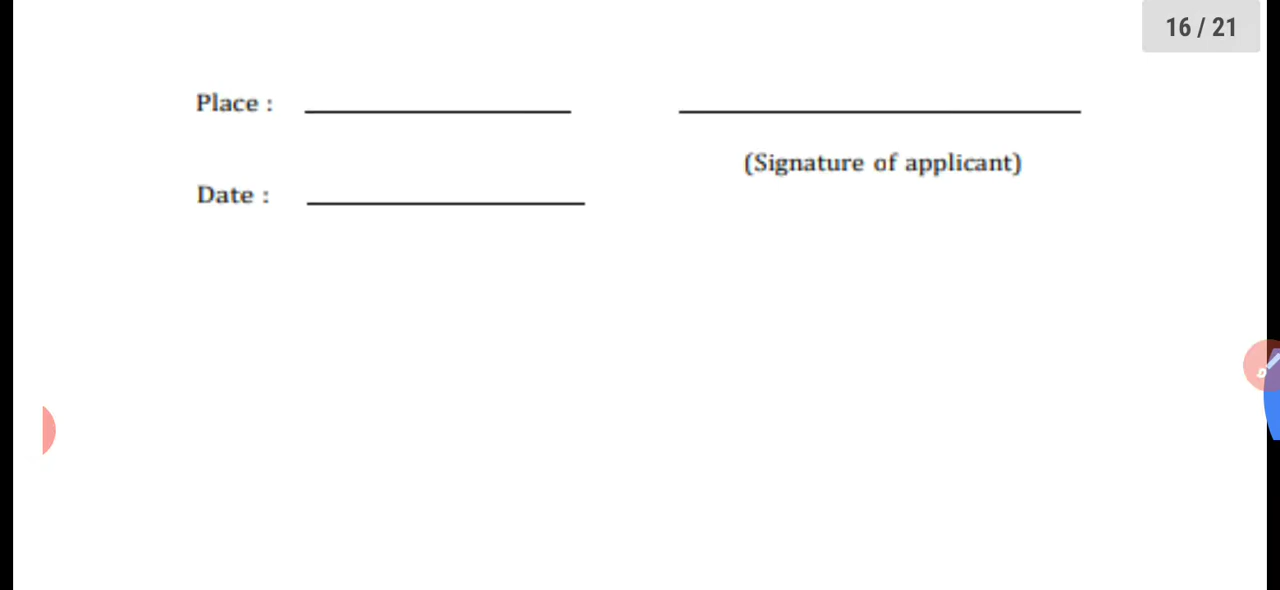 16 / 21
Place : 
(Signature of applicant)
Date :